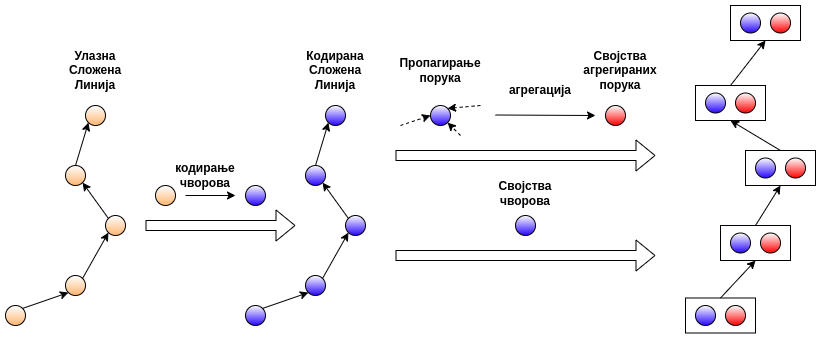 Улазна
Сложена
Линија
кодирање
чворова
Кодирана
Сложена
Линија
Пропагирање
порука
агрегација
Својства
агрегираних
порука
Својства
чворова